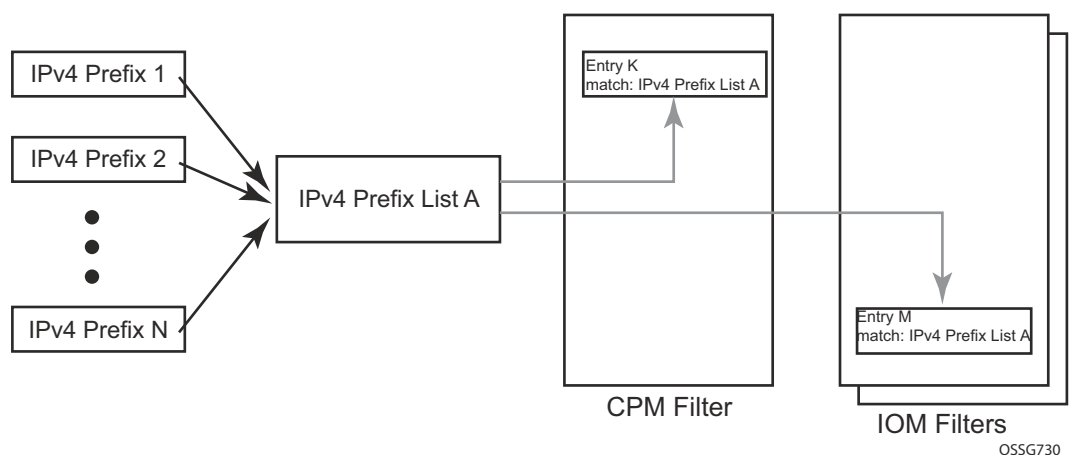 IPv4 Prefix 1
IPv4 Prefix 2
IPv4 Prefix N
IPv4 Prefix List A
Entry K
match: IPv4 Prefix List A
CPM Filter
Entry M
match: IPv4 Prefix List A
IOM Filters
OSSG730